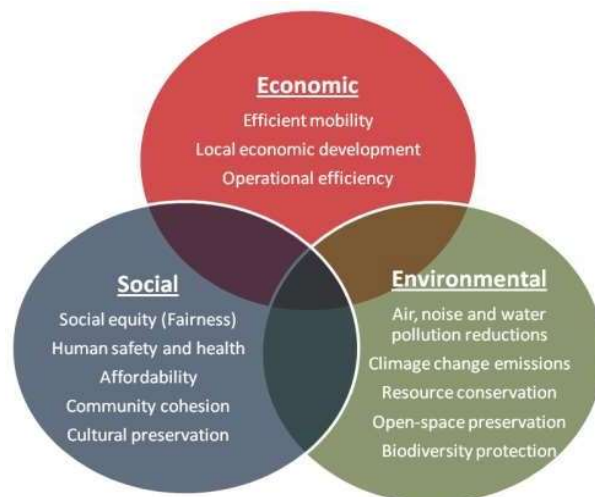 Economic
Efficient mobility
Local economic development
Operational efficiency
Social
Social equity (Fairness)
Human safety and health
Affordability
Community cohesion
Cultural preservation
Environmental
Air, noise and water
pollution reductions
Climage change emissions
Resource conservation
Open-space preservation
Biodiversity protection